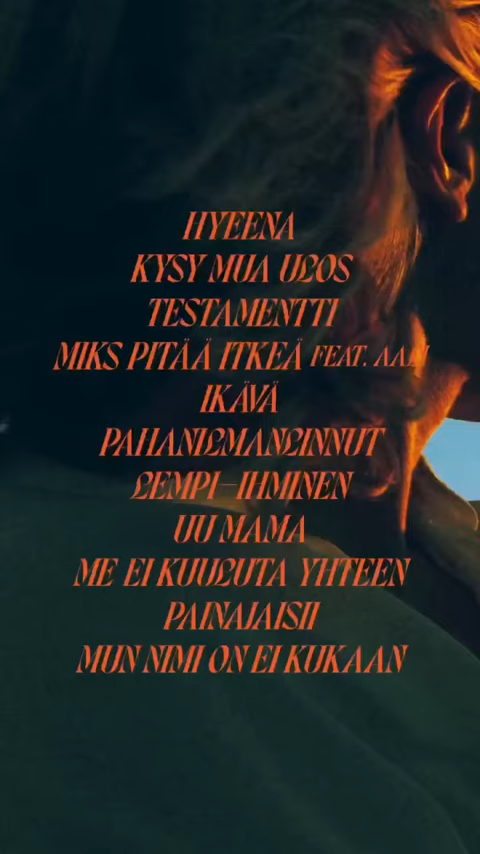 HYEENA
KYSY MUA ULOS
TESTAMENTTI
MIKS PITÄÄ ITKEÄ FEAT.
IKÄVÄ
PAHANILMANLINNUT
LEMPI-IHMINEN
UU MAMA
ME EI KUULUTA YHTEEN
PAINAJAISII
MUN NIMI ON EI KUKAAN